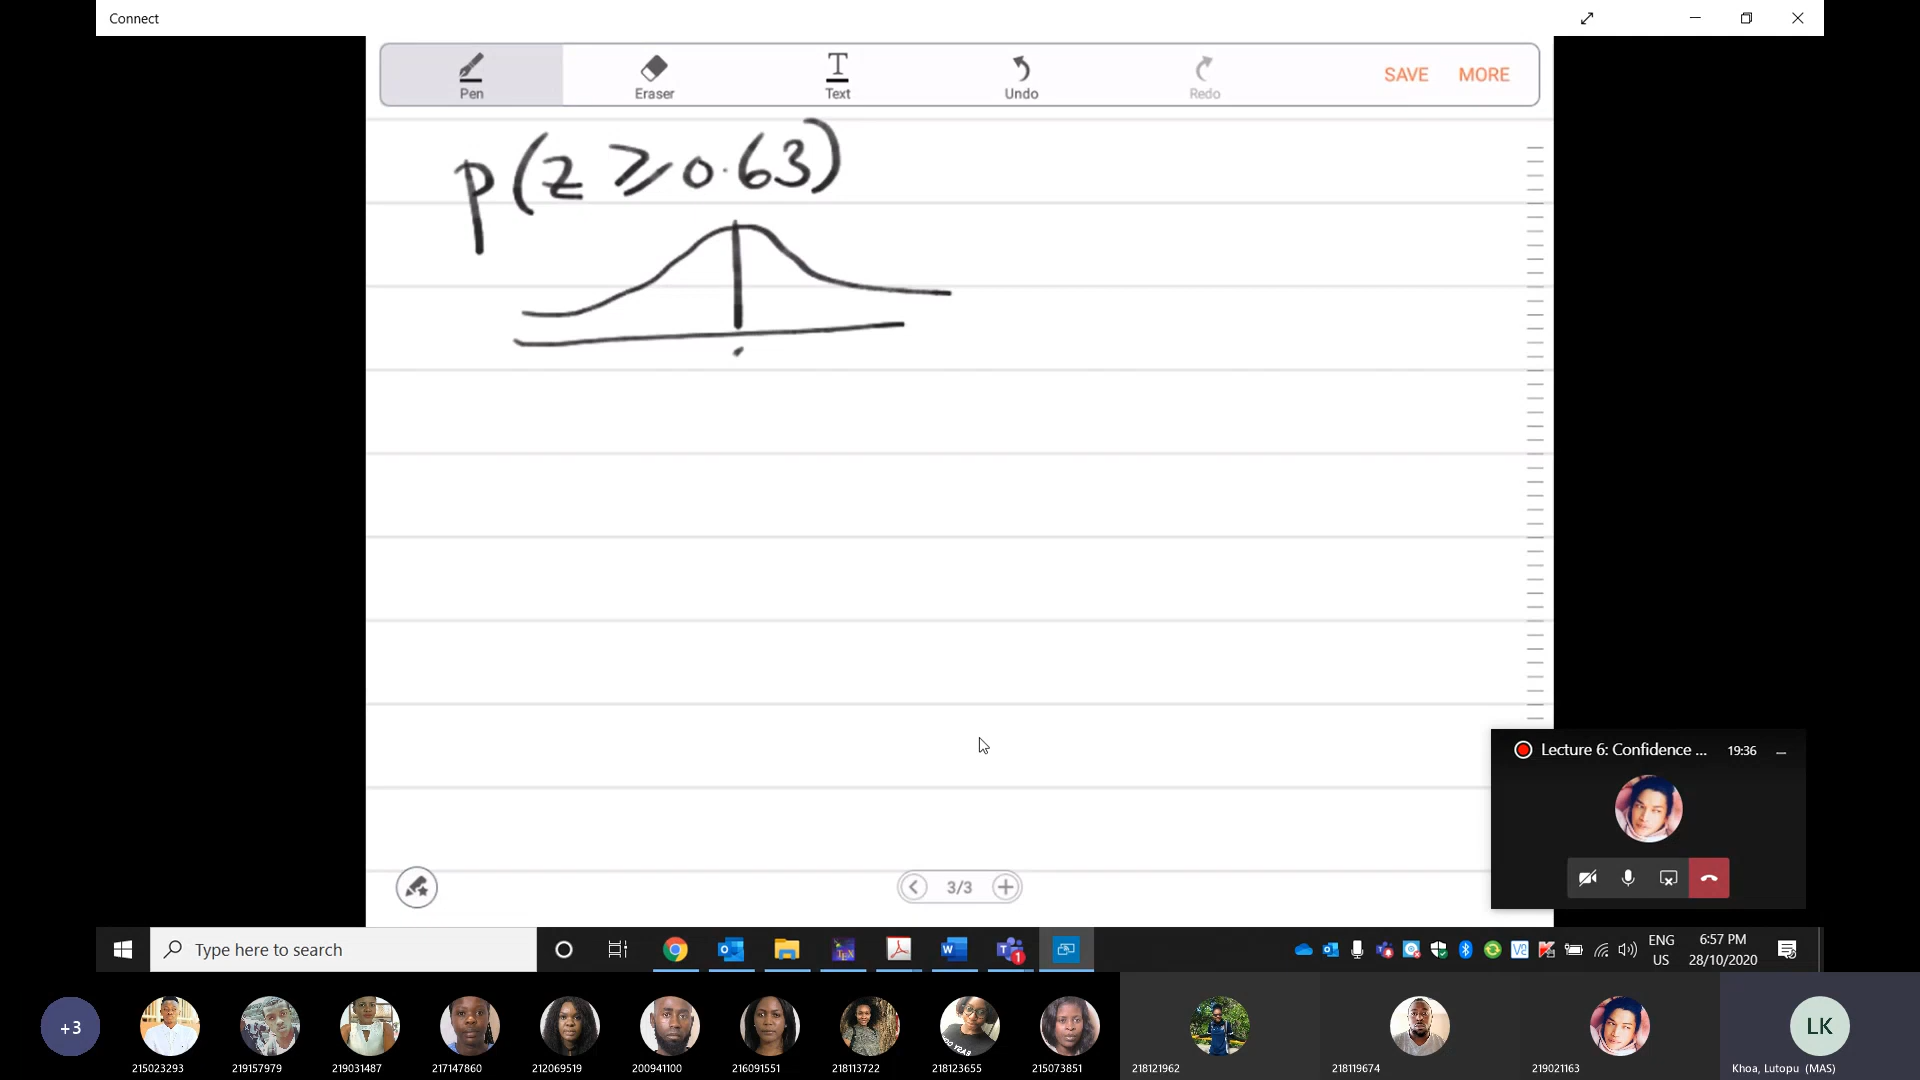 Connect
Pen
Eraser
Text
Undo
Redo
SAVE
MORE
p(z ⩾ 0.63)
Lecture 6: Confidence ...
19:36
3/3
Type here to search
ENG
US
6:57 PM
28/10/2020
+3
215023293
219157979
219031487
217147860
212069519
200941100
216091551
218113722
218123655
215073851
218121962
218119674
219021163
LK
Khoa, Lutopu (MAS)